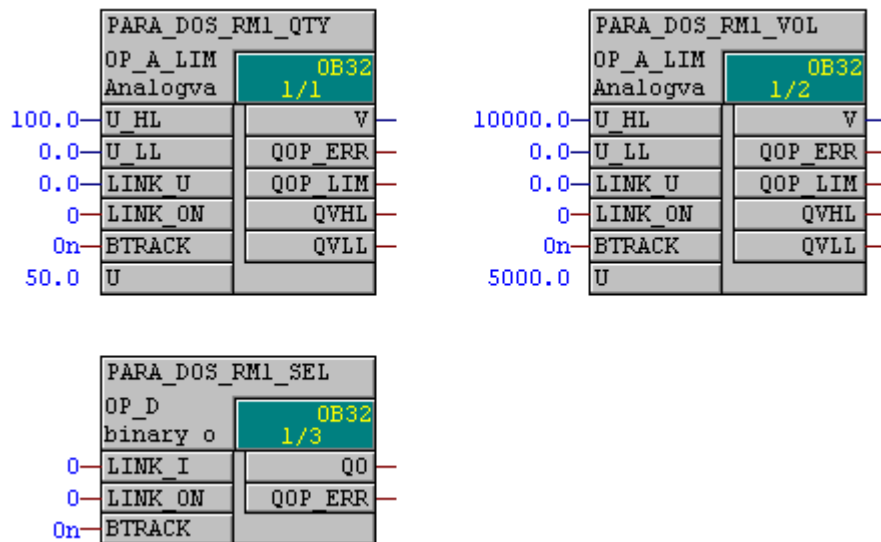 PARA_DOS_RM1_QTY
OP_A_LIM
Analogva
OB32
1/1
100.0 U_HL V
0.0 U_LL QOP_ERR
0.0 LINK_U QOP_LIM
0 LINK_ON QVHL
On BTRACK QVLL
50.0 U
PARA_DOS_RM1_VOL
OP_A_LIM
Analogva
OB32
1/2
10000.0 U_HL V
0.0 U_LL QOP_ERR
0.0 LINK_U QOP_LIM
0 LINK_ON QVHL
On BTRACK QVLL
5000.0 U
PARA_DOS_RM1_SEL
OP_D
binary o
OB32
1/3
0 LINK_I Q0
0 LINK_ON QOP_ERR
On BTRACK